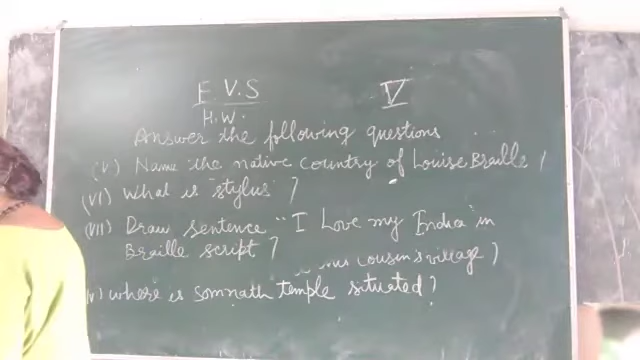 E.V.S V
H.W.
Answer the following questions
(V) Name the native country of Louise Braille /
(VI) What is "stylus" ?
(VII) Draw sentence "I Love my India" in
Braille script ?
cousin's village )
V) where is Somnath temple situated ?